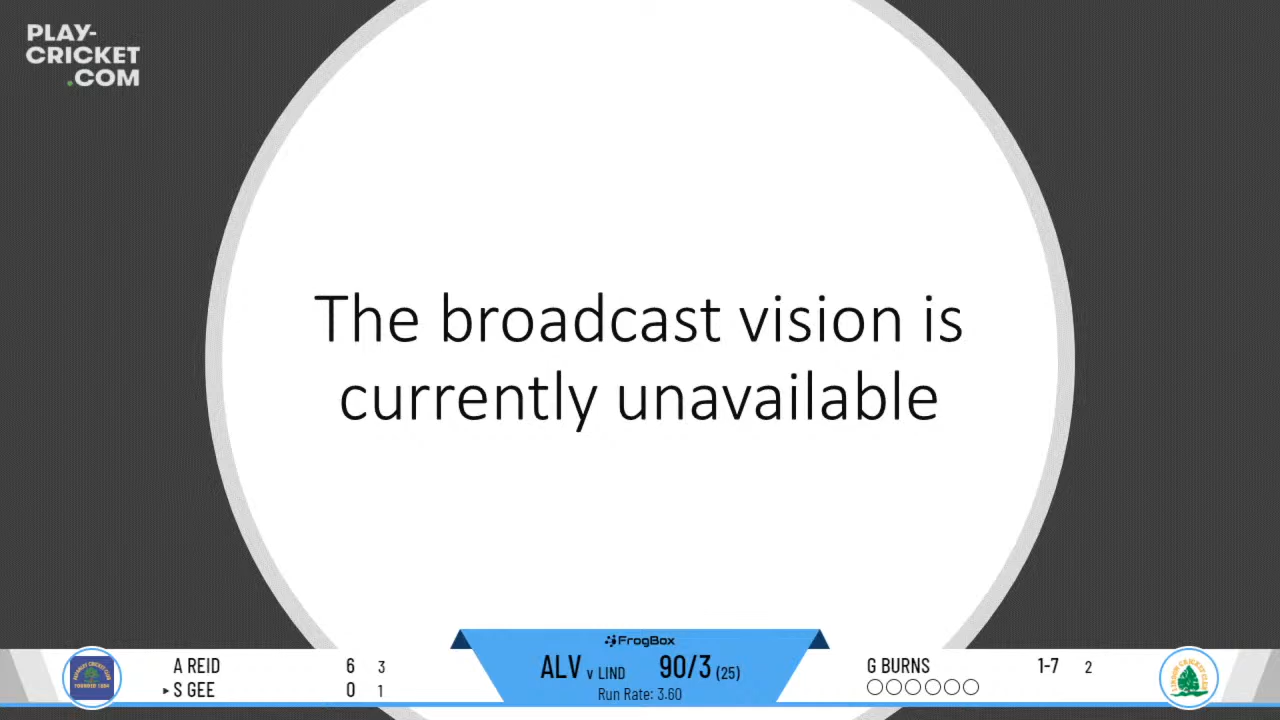 PLAY-
CRICKET
.COM
The broadcast vision is
currently unavailable
FrogBox
A REID 6 3
▸ S GEE 0 1
ALV v LIND 90/3 (25)
Run Rate: 3.60
G BURNS 1-7 2